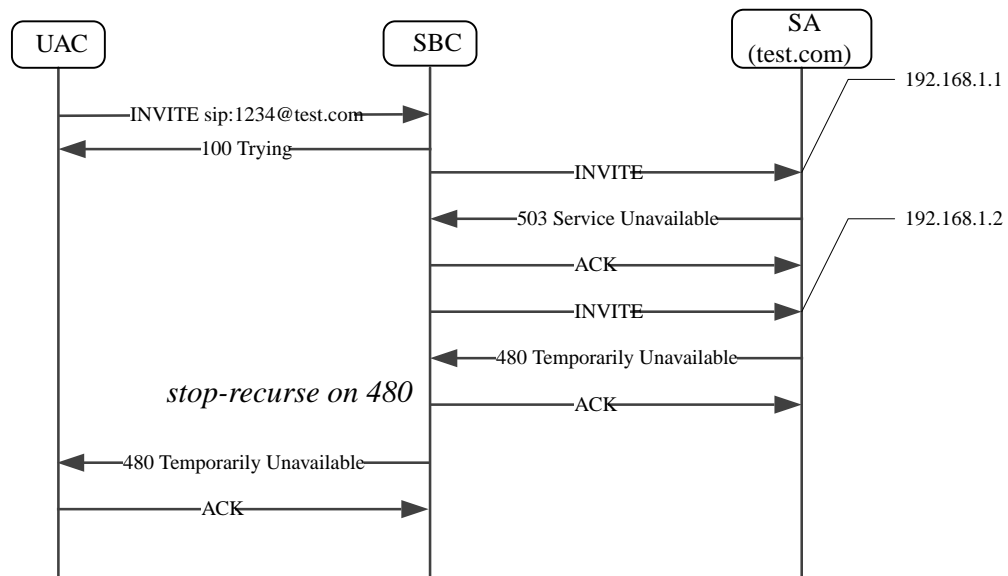 UAC
SBC
SA
(test.com)
192.168.1.1
INVITE sip:1234@test.com
100 Trying
INVITE
503 Service Unavailable
192.168.1.2
ACK
INVITE
480 Temporarily Unavailable
stop-recurse on 480
ACK
480 Temporarily Unavailable
ACK